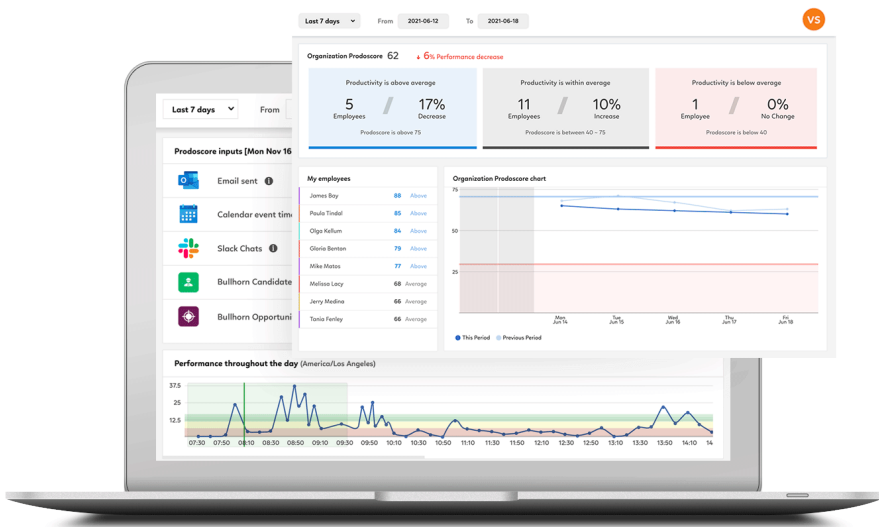 Last 7 days From 2021-06-12 To 2021-06-18 VS
Organization Prodoscore 62 6% Performance decrease
Productivity is above average
5 Employees / 17% Decrease
Prodoscore is above 75
Productivity is within average
11 Employees / 10% Increase
Prodoscore is between 40 - 75
Productivity is below average
1 Employee / 0% No Change
Prodoscore is below 40
My employees
James Bay 88 Above
Paula Tindal 85 Above
Olga Kellum 84 Above
Gloria Benton 79 Above
Mike Matos 77 Above
Melissa Lacy 68 Average
Jerry Medina 66 Average
Tania Fenley 66 Average
Organization Prodoscore chart
75
50
25
Mon Tue Wed Thu Fri
Jun 14 Jun 15 Jun 16 Jun 17 Jun 18
This Period Previous Period
Last 7 days From
Prodoscore inputs [Mon Nov 16
Email sent
Calendar event time
Slack Chats
Bullhorn Candidate
Bullhorn Opportuni
Performance throughout the day (America/Los Angeles)
37.5
25
12.5
07:30 07:50 08:10 08:30 08:50 09:10 09:30 09:50 10:10 10:30 10:50 11:10 11:30 11:50 12:10 12:30 12:50 13:10 13:30 13:50 14:10 14